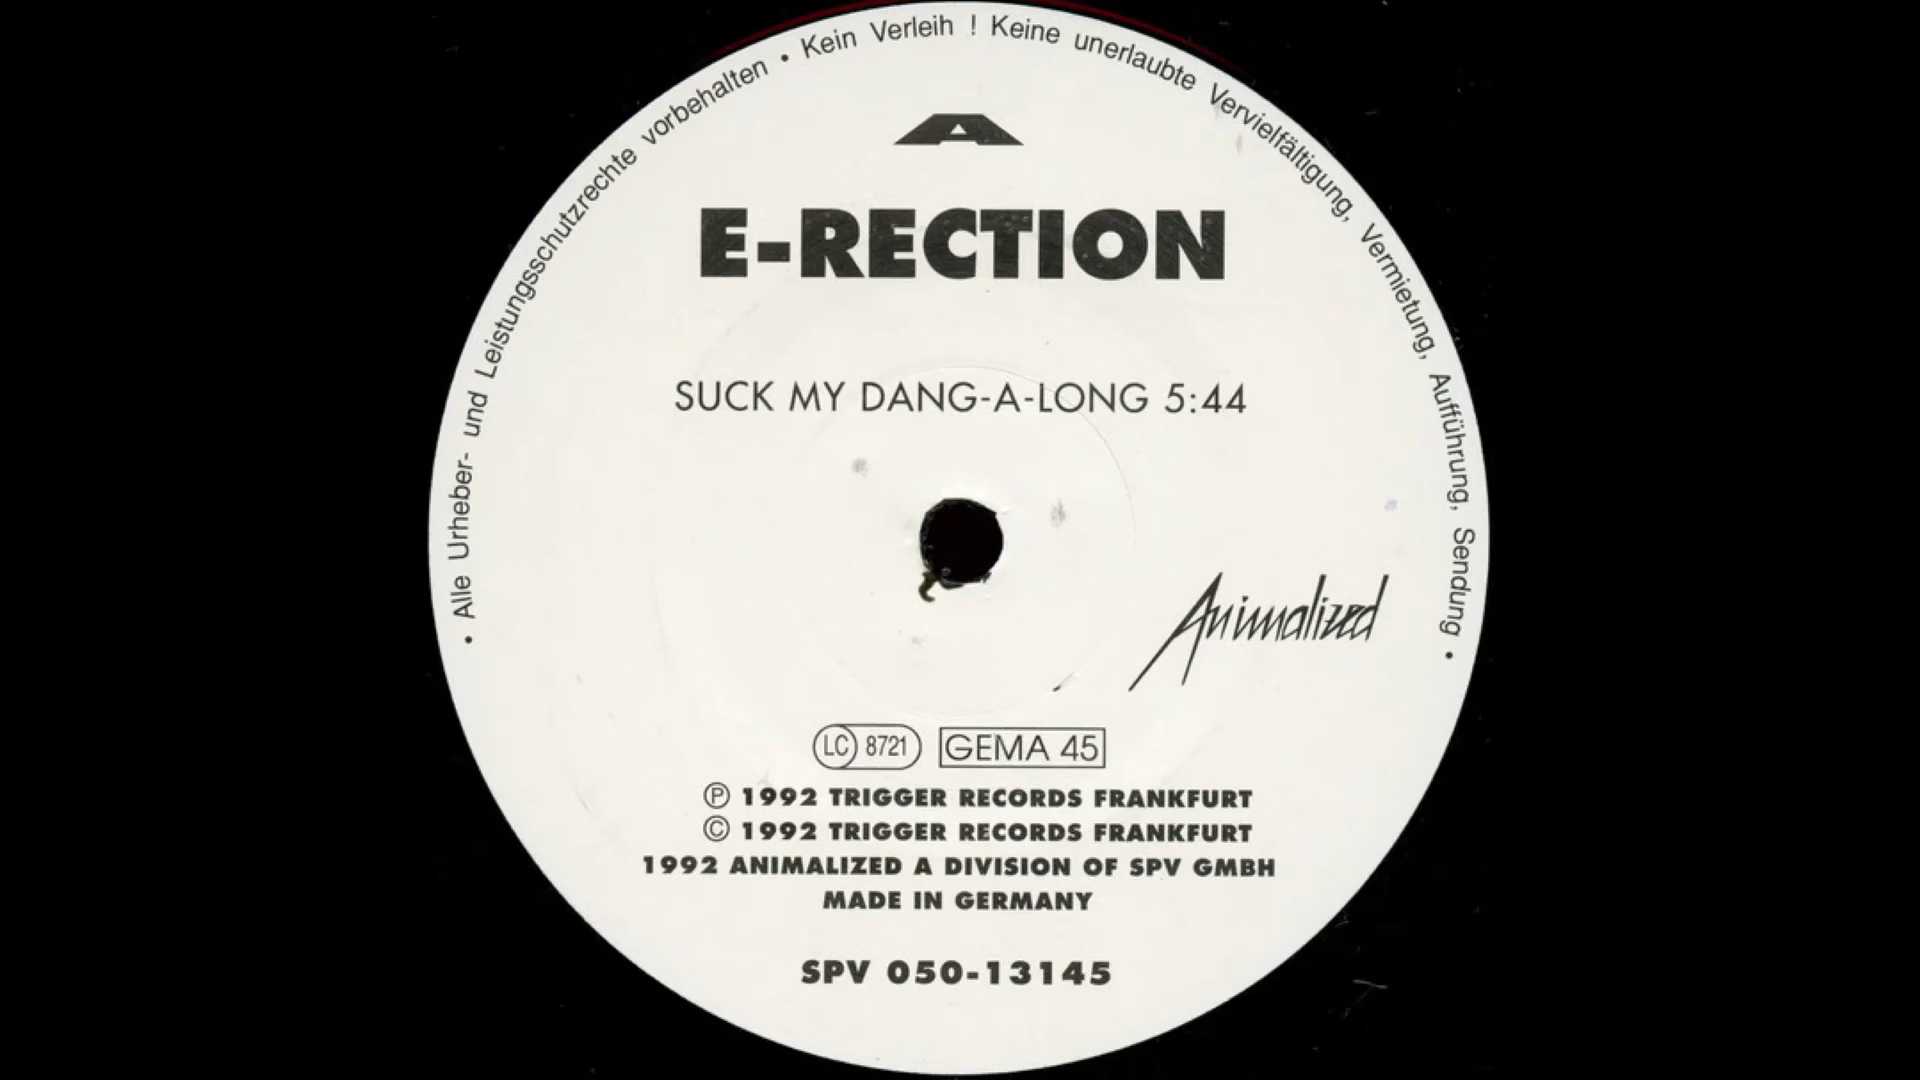 • Alle Urheber- und Leistungsschutzrechte vorbehalten • Kein Verleih ! Keine unerlaubte Vervielfältigung, Vermietung, Aufführung, Sendung •
A
E-RECTION
SUCK MY DANG-A-LONG 5:44
Animalized
LC 8721 GEMA 45
℗ 1992 TRIGGER RECORDS FRANKFURT
© 1992 TRIGGER RECORDS FRANKFURT
1992 ANIMALIZED A DIVISION OF SPV GMBH
MADE IN GERMANY
SPV 050-13145